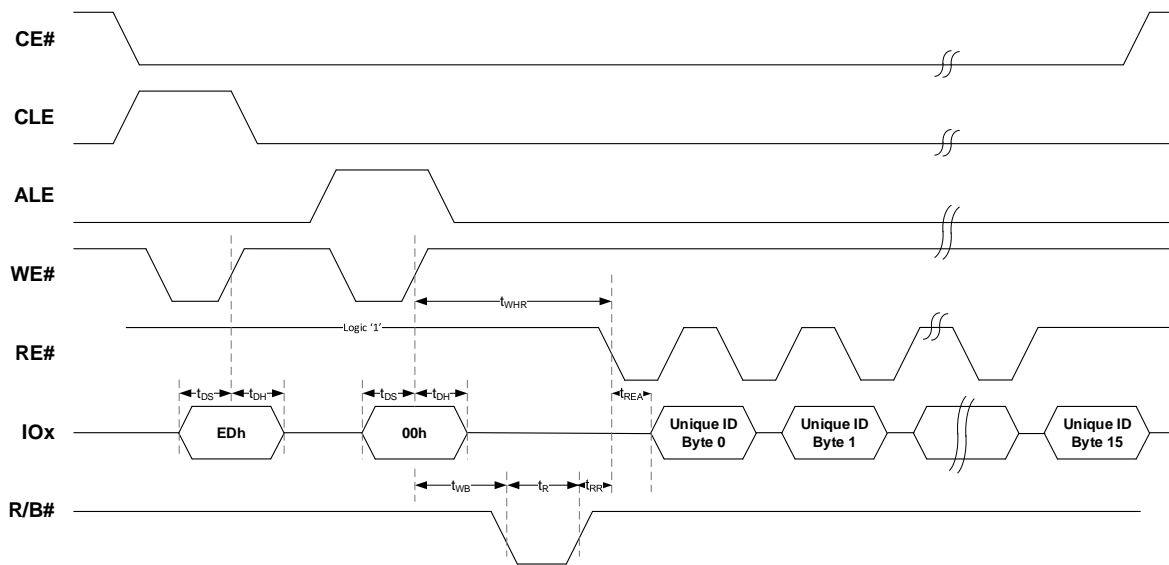 CE#
CLE
ALE
WE#
tWHR
Logic '1'
RE#
tDS tDH tDS tDH tREA
IOx EDh 00h Unique ID Byte 0 Unique ID Byte 1 Unique ID Byte 15
tWB tR tRR
R/B#